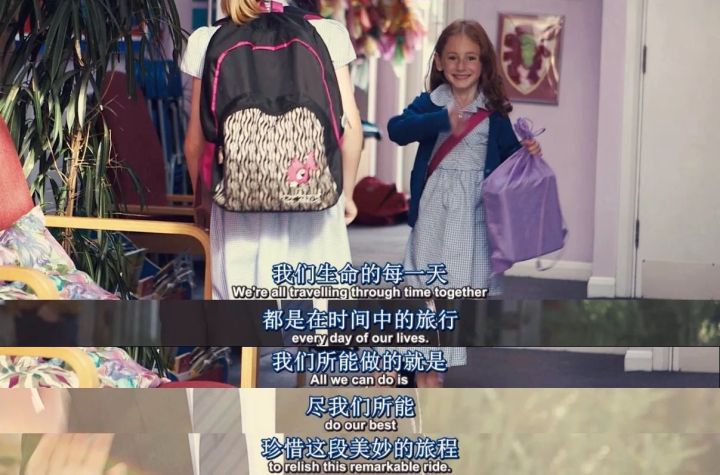 我们生命的每一天
We're all travelling through time together
都是在时间中的旅行
every day of our lives.
我们所能做的就是
All we can do is
尽我们所能
do our best
珍惜这段美妙的旅程
to relish this remarkable ride.